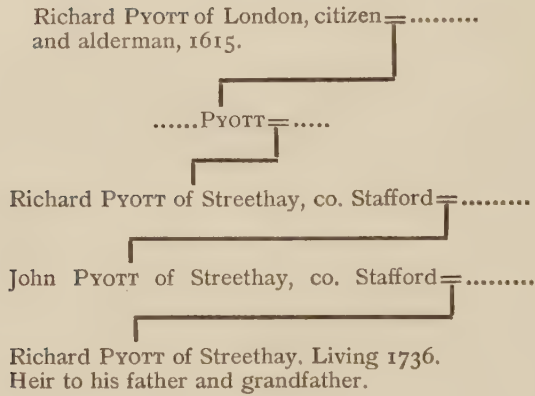 Richard PYOTT of London, citizen=.........
and alderman, 1615.
......PYOTT=.....
Richard PYOTT of Streethay, co. Stafford=.........
John PYOTT of Streethay, co. Stafford=.........
Richard PYOTT of Streethay. Living 1736.
Heir to his father and grandfather.